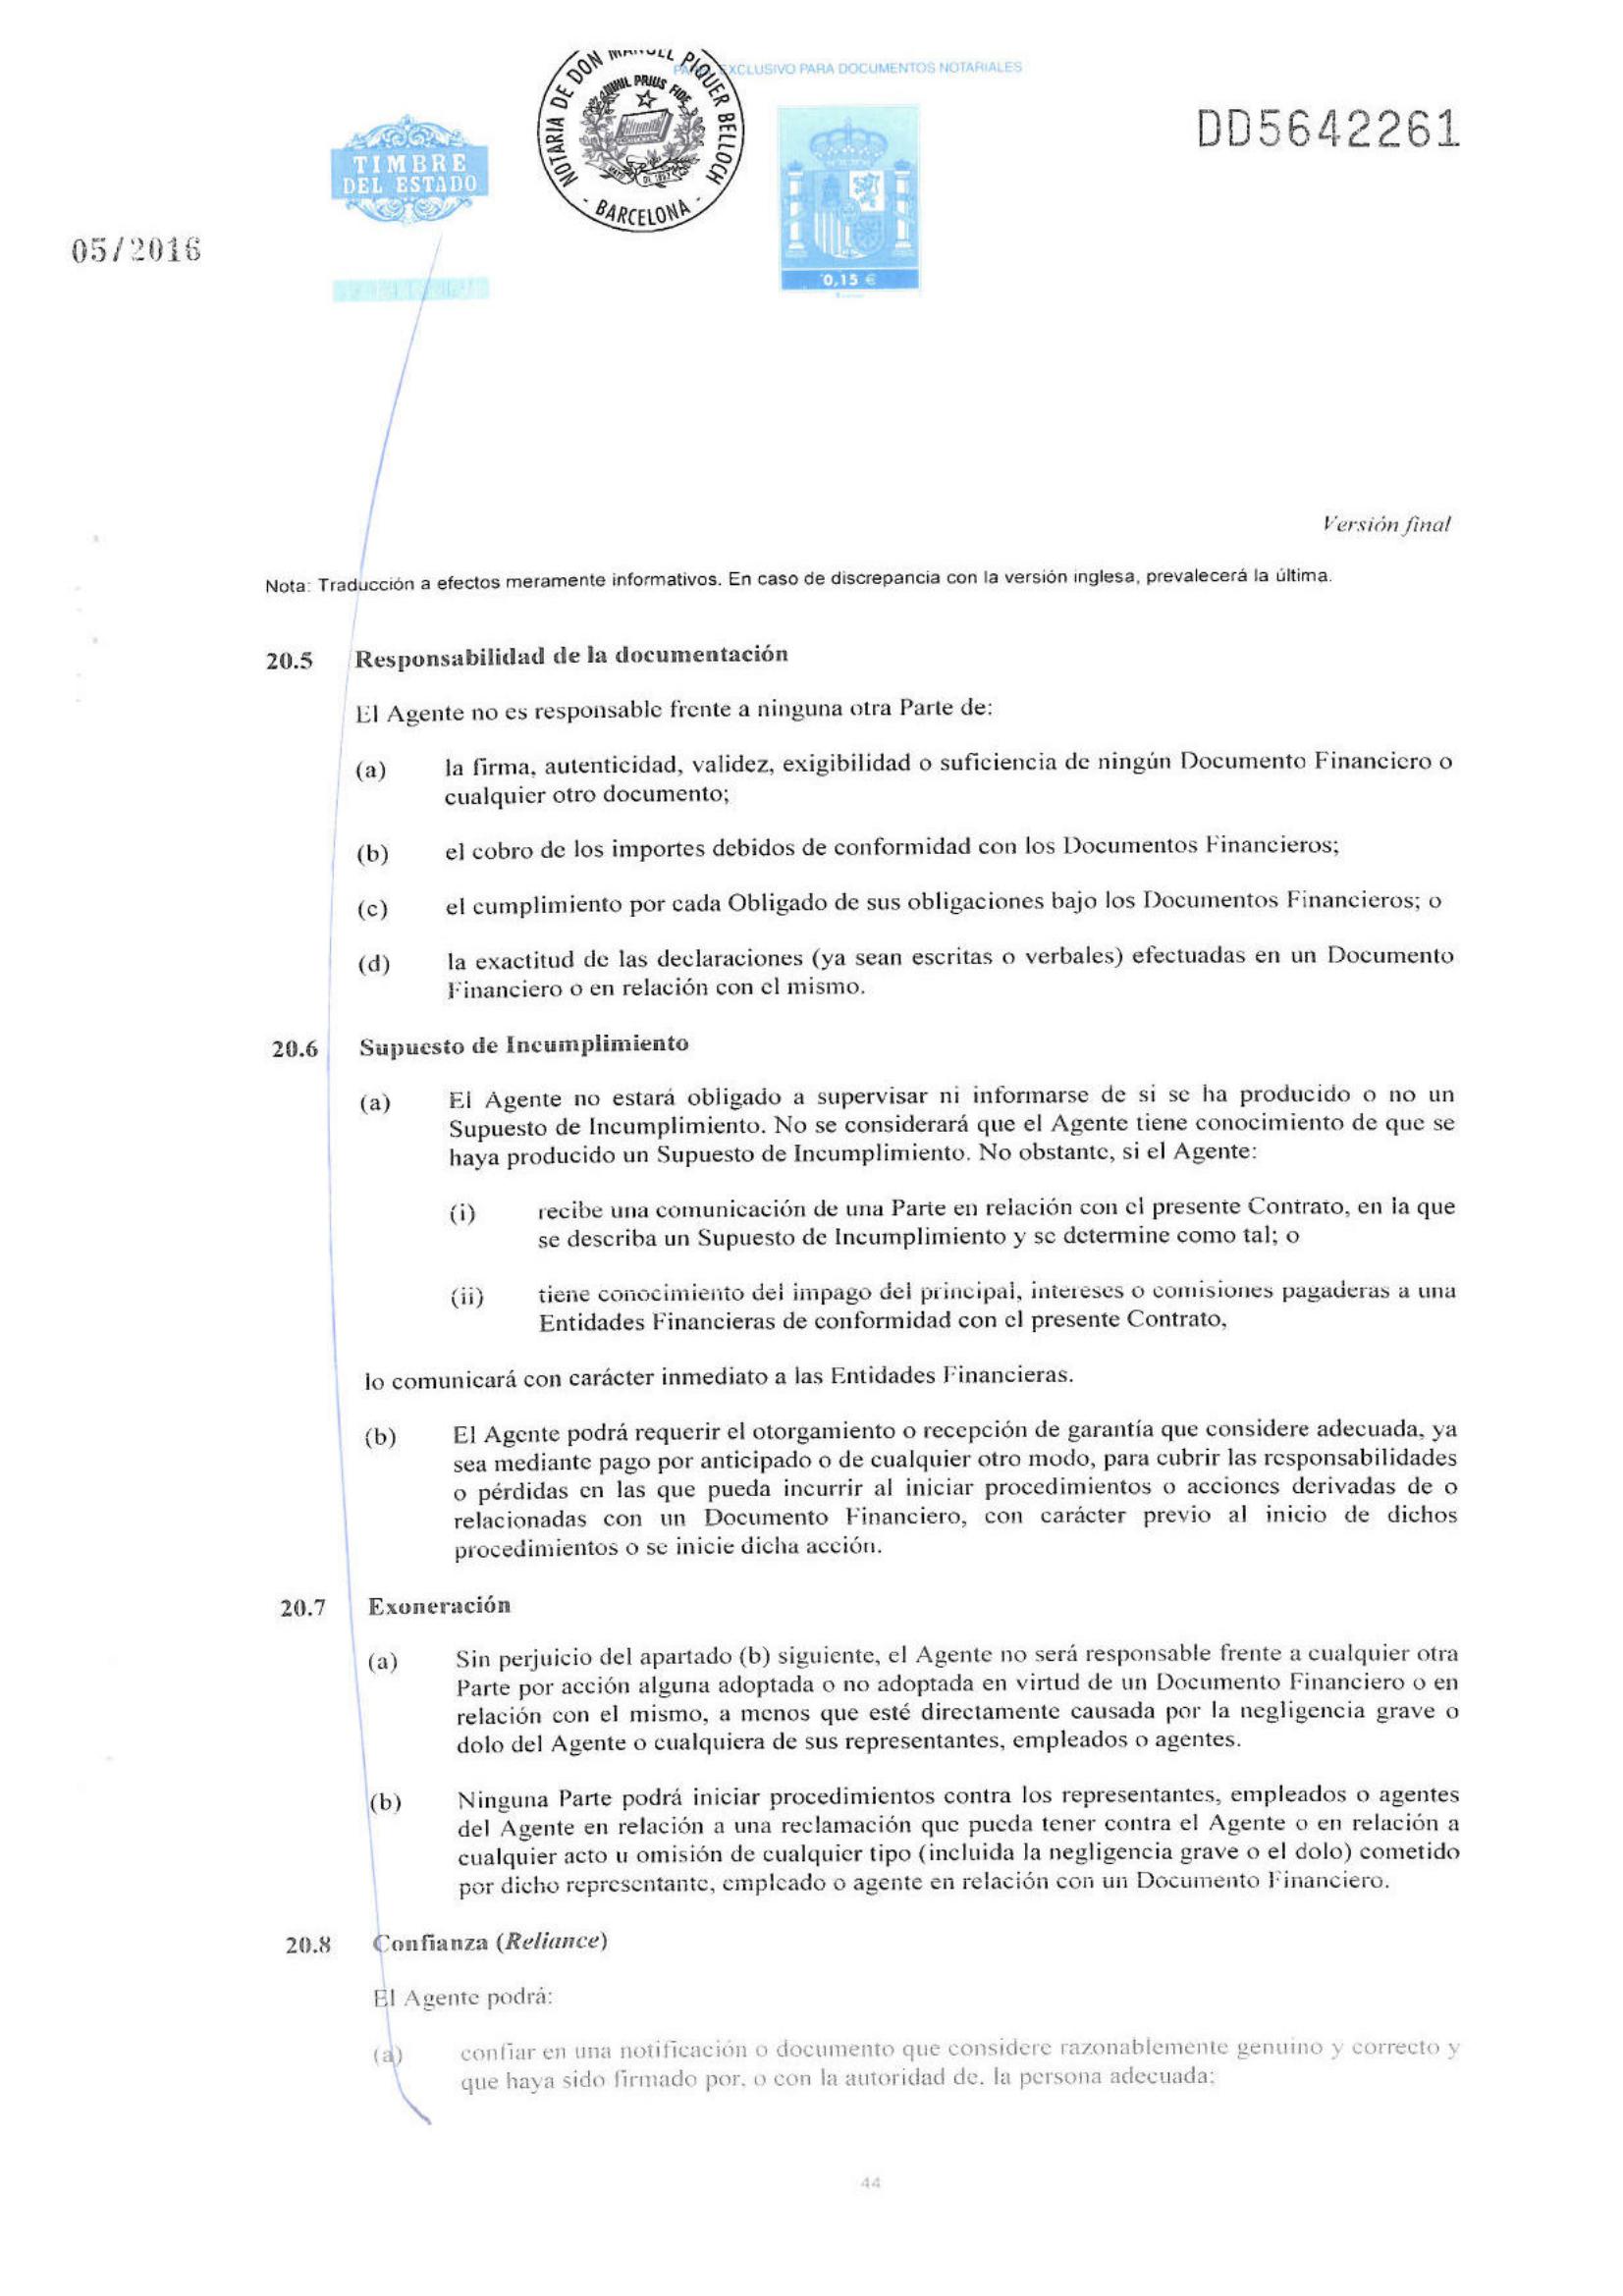 PAPEL EXCLUSIVO PARA DOCUMENTOS NOTARIALES
NOTARIA DE DON MANUEL PIQUER BELLOCH
NIHIL PRIUS FIDE
- BARCELONA -
TIMBRE
DEL ESTADO
0,15 €
DD5642261
05/2016
Versión final
Nota: Traducción a efectos meramente informativos. En caso de discrepancia con la versión inglesa, prevalecerá la última.
20.5 Responsabilidad de la documentación
El Agente no es responsable frente a ninguna otra Parte de:
(a) la firma, autenticidad, validez, exigibilidad o suficiencia de ningún Documento Financiero o
cualquier otro documento;
(b) el cobro de los importes debidos de conformidad con los Documentos Financieros;
(c) el cumplimiento por cada Obligado de sus obligaciones bajo los Documentos Financieros; o
(d) la exactitud de las declaraciones (ya sean escritas o verbales) efectuadas en un Documento
Financiero o en relación con el mismo.
20.6 Supuesto de Incumplimiento
(a) El Agente no estará obligado a supervisar ni informarse de si se ha producido o no un
Supuesto de Incumplimiento. No se considerará que el Agente tiene conocimiento de que se
haya producido un Supuesto de Incumplimiento. No obstante, si el Agente:
(i) recibe una comunicación de una Parte en relación con el presente Contrato, en la que
se describa un Supuesto de Incumplimiento y se determine como tal; o
(ii) tiene conocimiento del impago del principal, intereses o comisiones pagaderas a una
Entidades Financieras de conformidad con el presente Contrato,
lo comunicará con carácter inmediato a las Entidades Financieras.
(b) El Agente podrá requerir el otorgamiento o recepción de garantía que considere adecuada, ya
sea mediante pago por anticipado o de cualquier otro modo, para cubrir las responsabilidades
o pérdidas en las que pueda incurrir al iniciar procedimientos o acciones derivadas de o
relacionadas con un Documento Financiero, con carácter previo al inicio de dichos
procedimientos o se inicie dicha acción.
20.7 Exoneración
(a) Sin perjuicio del apartado (b) siguiente, el Agente no será responsable frente a cualquier otra
Parte por acción alguna adoptada o no adoptada en virtud de un Documento Financiero o en
relación con el mismo, a menos que esté directamente causada por la negligencia grave o
dolo del Agente o cualquiera de sus representantes, empleados o agentes.
(b) Ninguna Parte podrá iniciar procedimientos contra los representantes, empleados o agentes
del Agente en relación a una reclamación que pueda tener contra el Agente o en relación a
cualquier acto u omisión de cualquier tipo (incluida la negligencia grave o el dolo) cometido
por dicho representante, empleado o agente en relación con un Documento Financiero.
20.8 Confianza (Reliance)
El Agente podrá:
(a) confiar en una notificación o documento que considere razonablemente genuino y correcto y
que haya sido firmado por, o con la autoridad de, la persona adecuada;
44